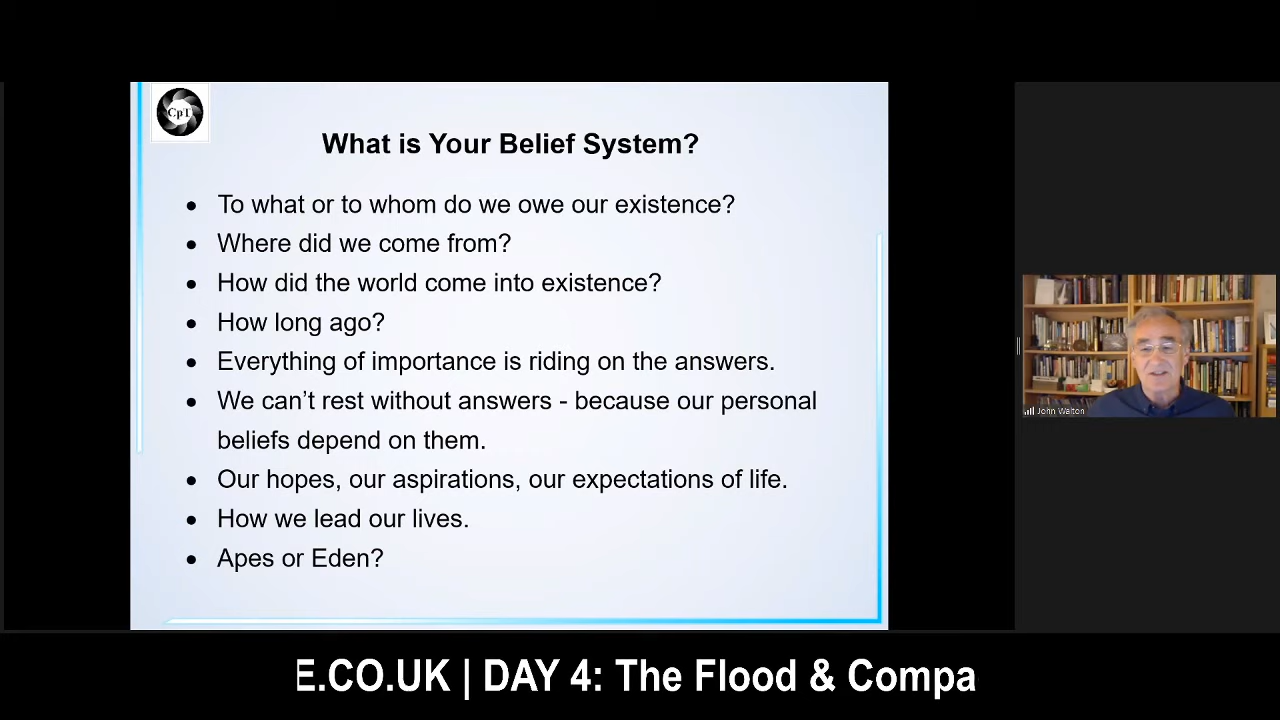 CpT
What is Your Belief System?
• To what or to whom do we owe our existence?
• Where did we come from?
• How did the world come into existence?
• How long ago?
• Everything of importance is riding on the answers.
• We can’t rest without answers - because our personal
beliefs depend on them.
• Our hopes, our aspirations, our expectations of life.
• How we lead our lives.
• Apes or Eden?
John Walton
E.CO.UK | DAY 4: The Flood & Compa